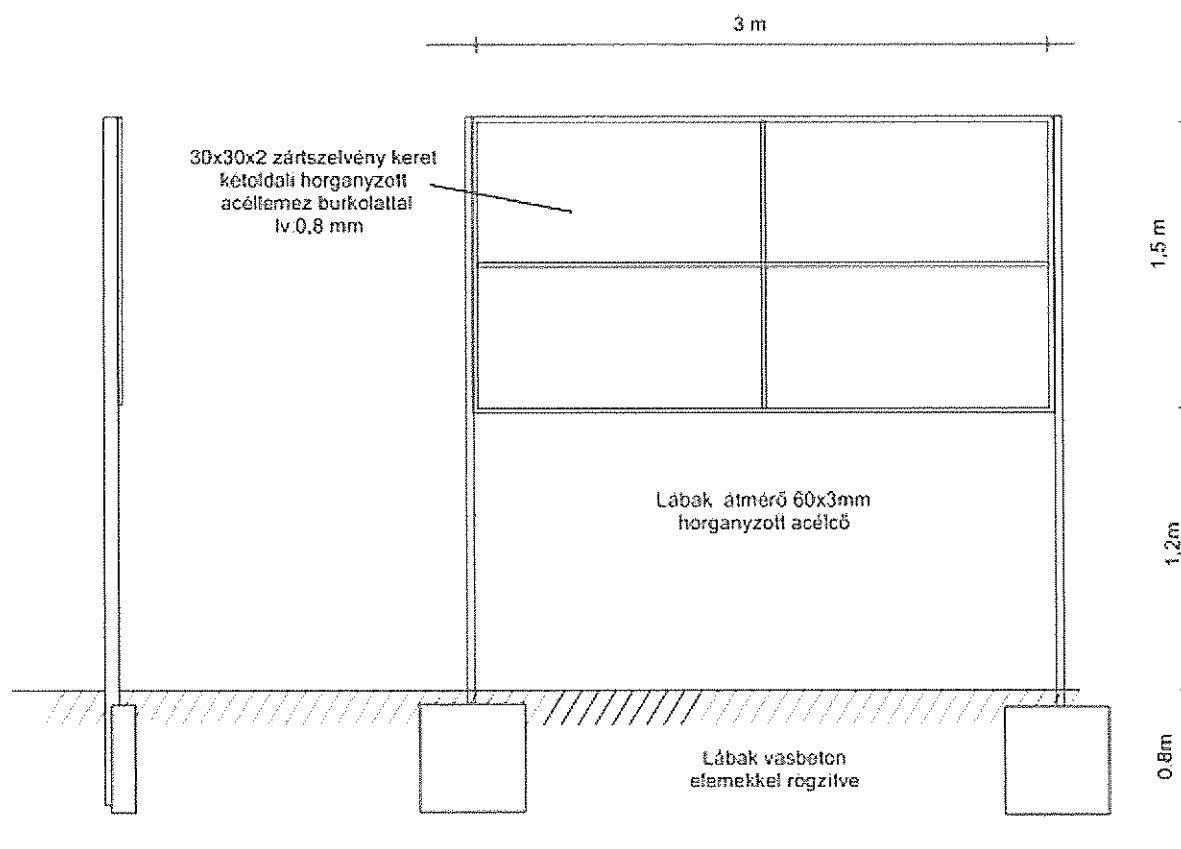 3 m
30x30x2 zártszelvény keret
kétoldali horganyzott
acéllemez burkolattal
lv:0,8 mm
1,5 m
Lábak átmérő 60x3mm
horganyzott acélcő
1,2m
Lábak vasbeton
elemekkel rögzítve
0.8m